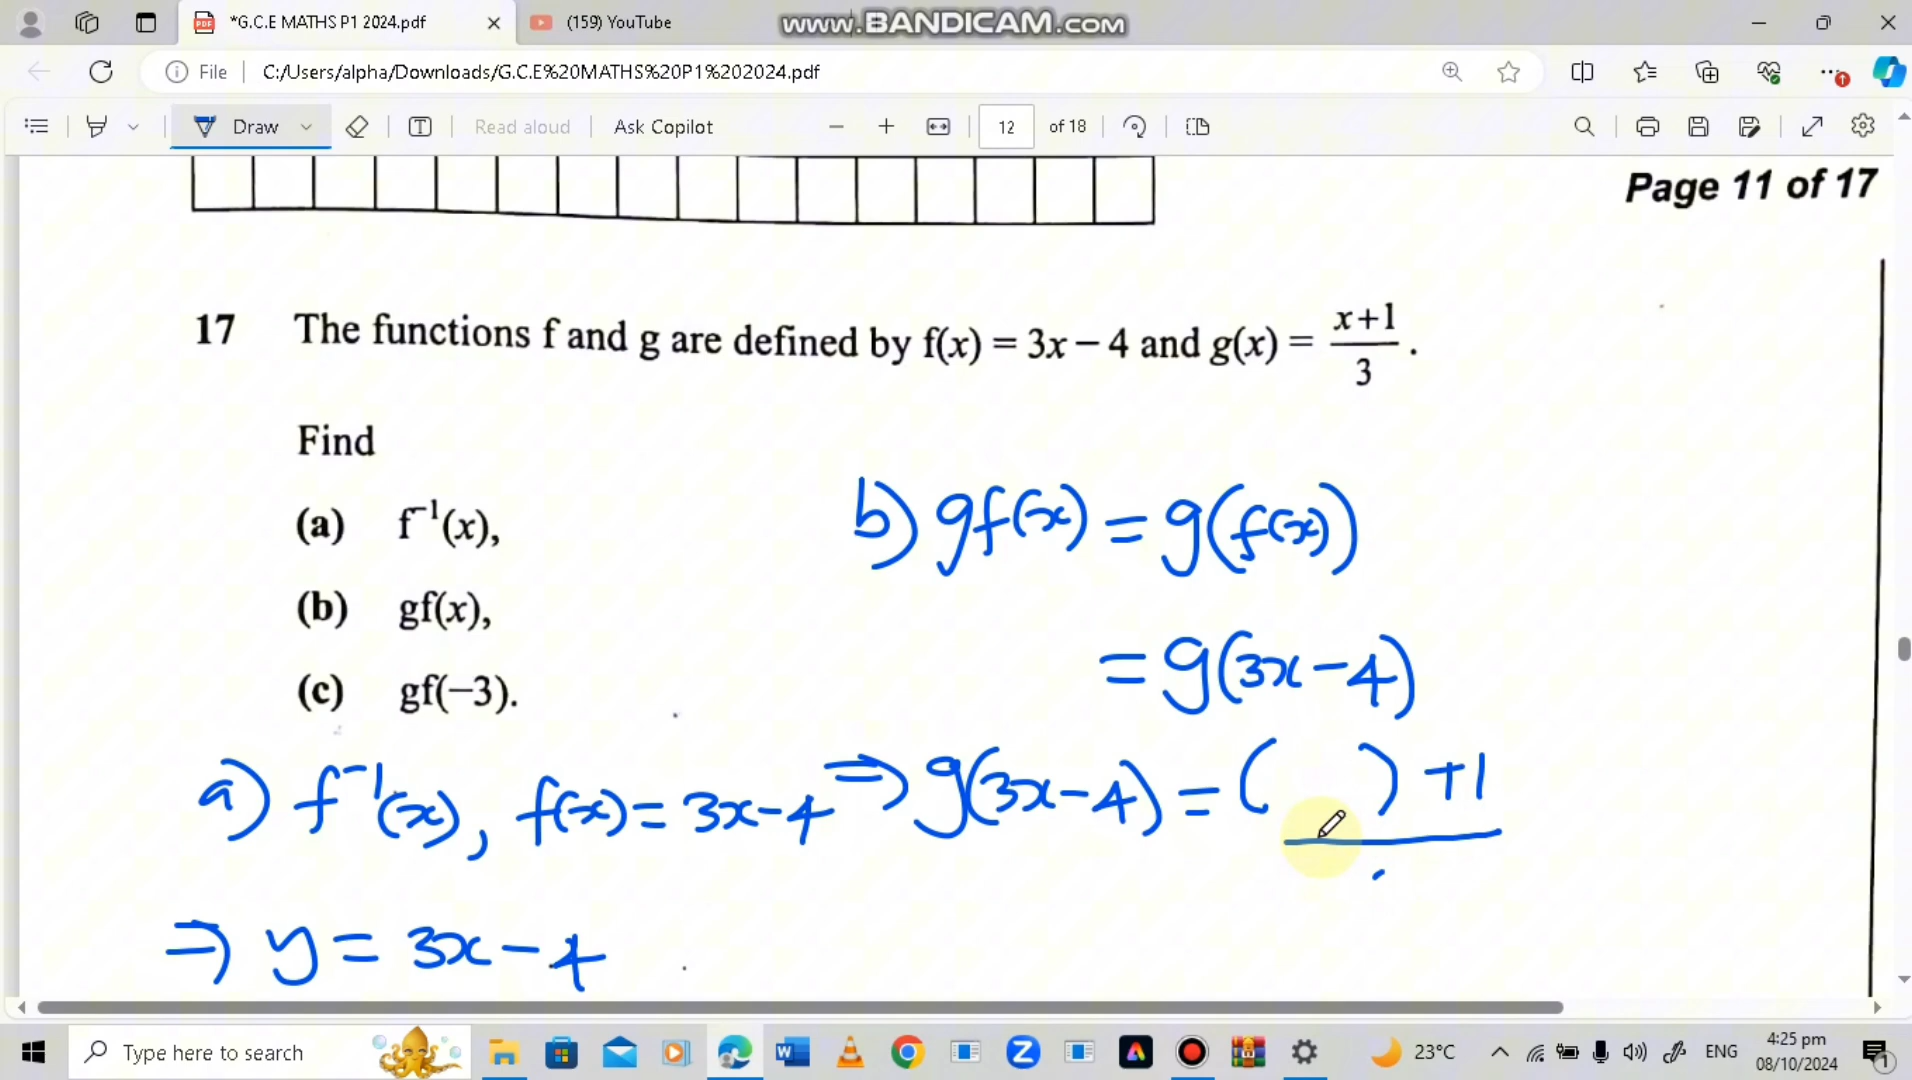 *G.C.E MATHS P1 2024.pdf
(159) YouTube
www.BANDICAM.com
File
C:/Users/alpha/Downloads/G.C.E%20MATHS%20P1%202024.pdf
Draw
Read aloud
Ask Copilot
12
of 18
Page 11 of 17
17 The functions f and g are defined by f(x) = 3x − 4 and g(x) = (x+1)/3 .
Find
(a) f⁻¹(x),
(b) gf(x),
(c) gf(−3).
b) gf(x) = g(f(x))
= g(3x−4)
a) f⁻¹(x), f(x) = 3x−4
⇒ g(3x−4) = ( ) +1
⇒ y = 3x−4
Type here to search
23°C
ENG
4:25 pm
08/10/2024
1